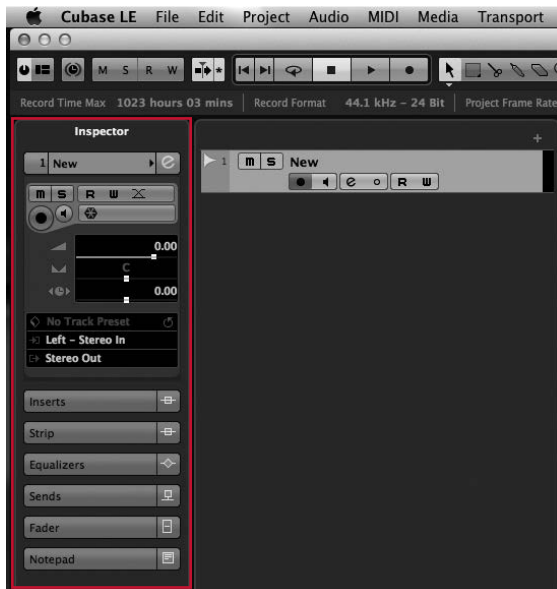 Cubase LE File Edit Project Audio MIDI Media Transport
M S R W
Record Time Max 1023 hours 03 mins Record Format 44.1 kHz - 24 Bit Project Frame Rate
Inspector
1 New e
m S R W
0.00
C
0.00
No Track Preset
Left - Stereo In
Stereo Out
Inserts
Strip
Equalizers
Sends
Fader
Notepad
+
1 m S New
e R W